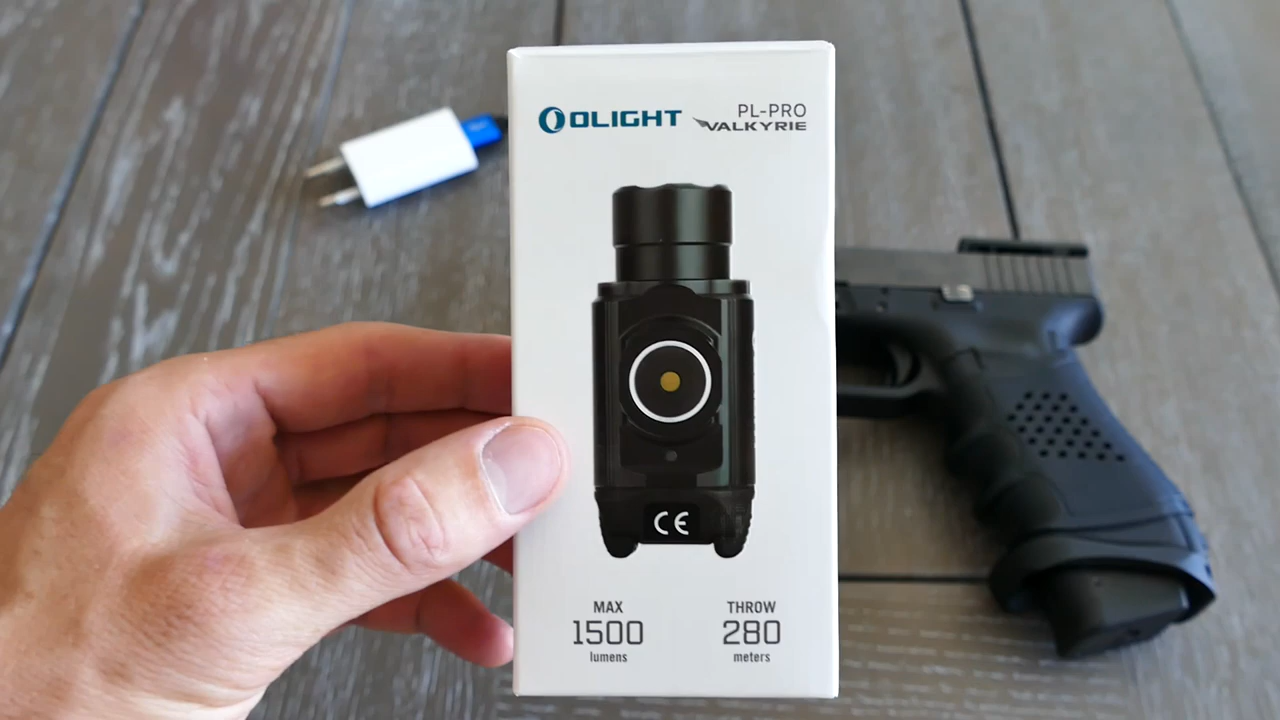 OLIGHT
PL-PRO
VALKYRIE
CE
MAX
1500
lumens
THROW
280
meters